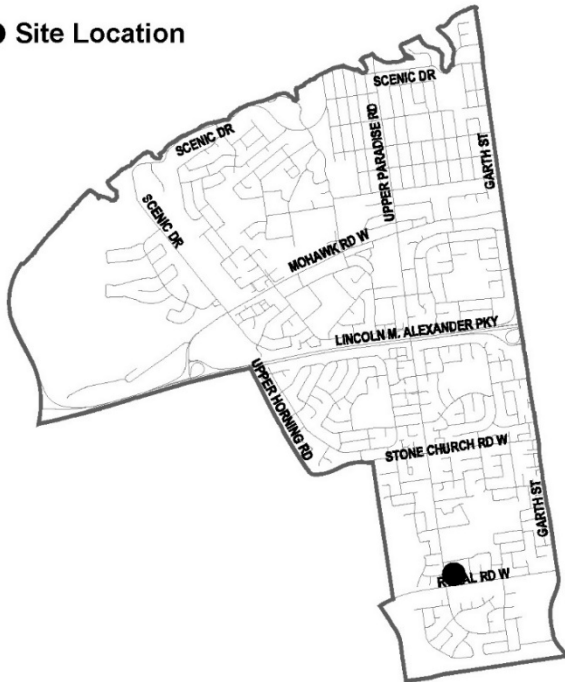 Site Location
SCENIC DR
SCENIC DR
SCENIC DR
UPPER PARADISE RD
GARTH ST
MOHAWK RD W
LINCOLN M. ALEXANDER PKY
UPPER HORNING RD
STONE CHURCH RD W
GARTH ST
RD W